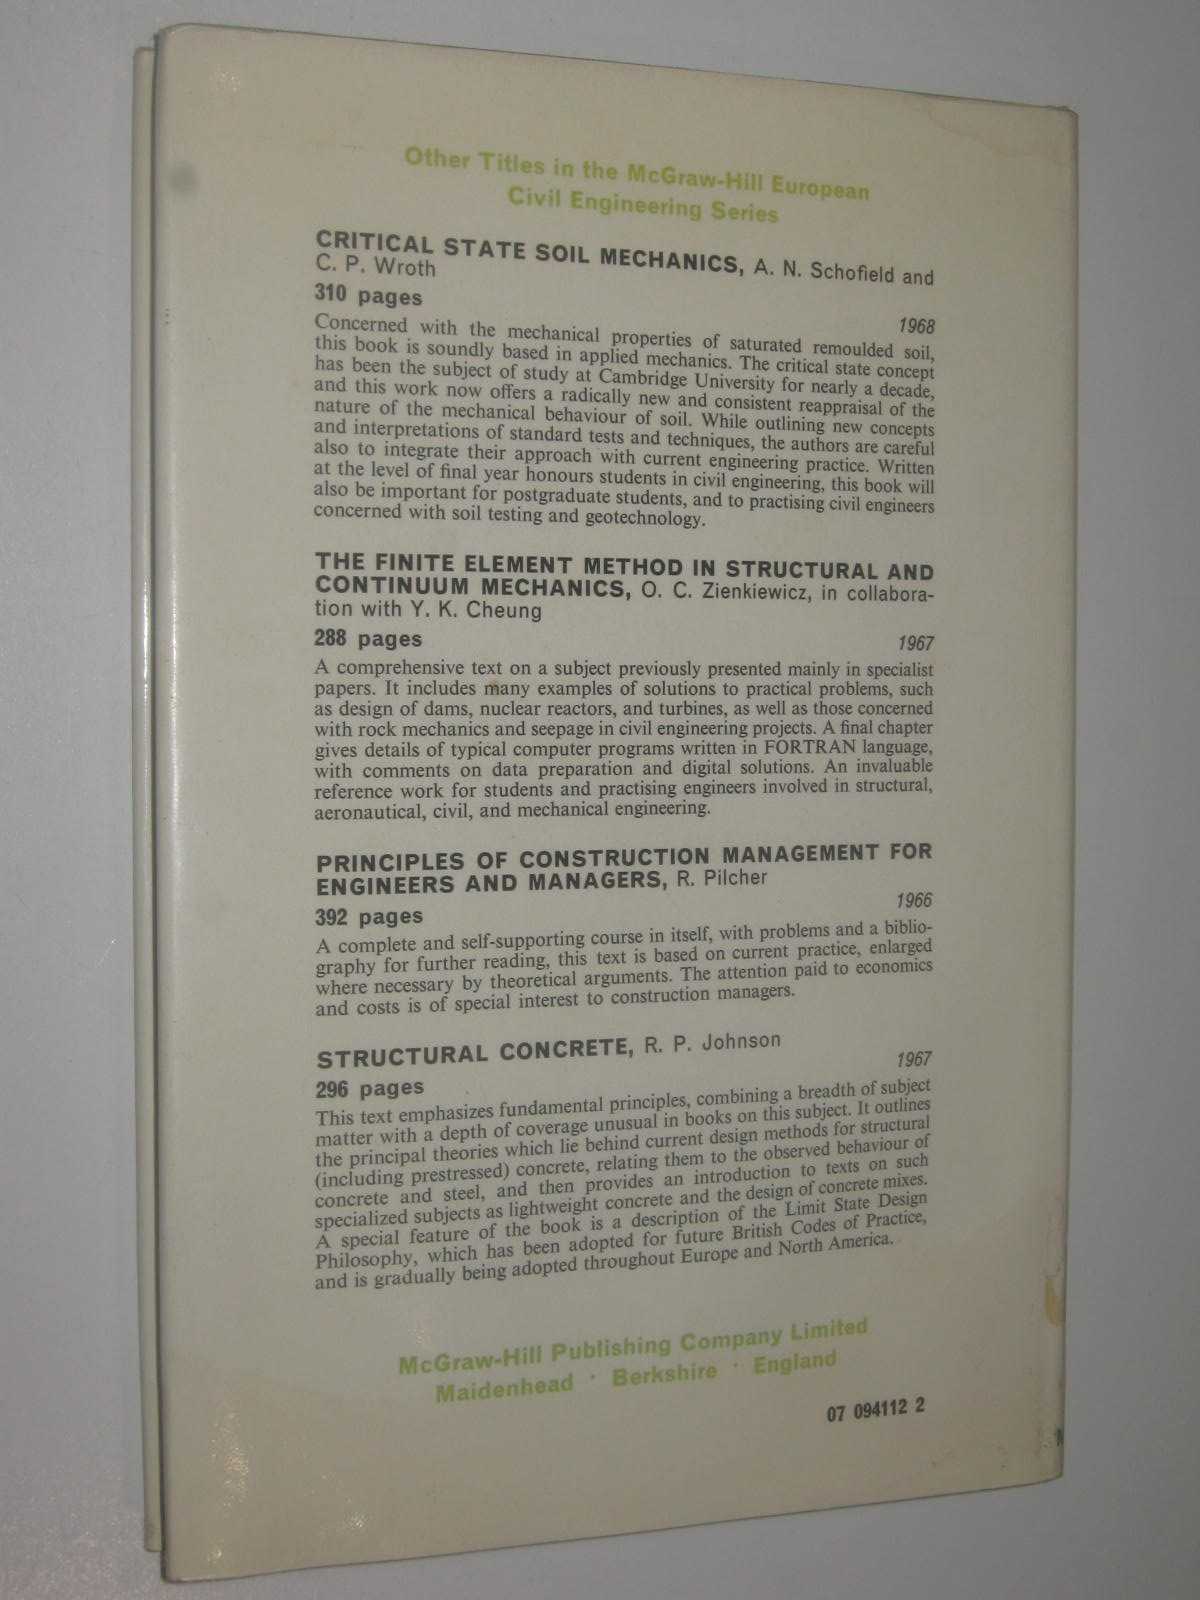 Other Titles in the McGraw-Hill European
Civil Engineering Series
CRITICAL STATE SOIL MECHANICS, A. N. Schofield and
C. P. Wroth
310 pages
1968
Concerned with the mechanical properties of saturated remoulded soil,
this book is soundly based in applied mechanics. The critical state concept
has been the subject of study at Cambridge University for nearly a decade,
and this work now offers a radically new and consistent reappraisal of the
nature of the mechanical behaviour of soil. While outlining new concepts
and interpretations of standard tests and techniques, the authors are careful
also to integrate their approach with current engineering practice. Written
at the level of final year honours students in civil engineering, this book will
also be important for postgraduate students, and to practising civil engineers
concerned with soil testing and geotechnology.
THE FINITE ELEMENT METHOD IN STRUCTURAL AND
CONTINUUM MECHANICS, O. C. Zienkiewicz, in collabora-
tion with Y. K. Cheung
288 pages
1967
A comprehensive text on a subject previously presented mainly in specialist
papers. It includes many examples of solutions to practical problems, such
as design of dams, nuclear reactors, and turbines, as well as those concerned
with rock mechanics and seepage in civil engineering projects. A final chapter
gives details of typical computer programs written in FORTRAN language,
with comments on data preparation and digital solutions. An invaluable
reference work for students and practising engineers involved in structural,
aeronautical, civil, and mechanical engineering.
PRINCIPLES OF CONSTRUCTION MANAGEMENT FOR
ENGINEERS AND MANAGERS, R. Pilcher
1966
392 pages
A complete and self-supporting course in itself, with problems and a biblio-
graphy for further reading, this text is based on current practice, enlarged
where necessary by theoretical arguments. The attention paid to economics
and costs is of special interest to construction managers.
STRUCTURAL CONCRETE, R. P. Johnson
1967
296 pages
This text emphasizes fundamental principles, combining a breadth of subject
matter with a depth of coverage unusual in books on this subject. It outlines
the principal theories which lie behind current design methods for structural
(including prestressed) concrete, relating them to the observed behaviour of
concrete and steel, and then provides an introduction to texts on such
specialized subjects as lightweight concrete and the design of concrete mixes.
A special feature of the book is a description of the Limit State Design
Philosophy, which has been adopted for future British Codes of Practice,
and is gradually being adopted throughout Europe and North America.
McGraw-Hill Publishing Company Limited
Maidenhead · Berkshire · England
07 094112 2